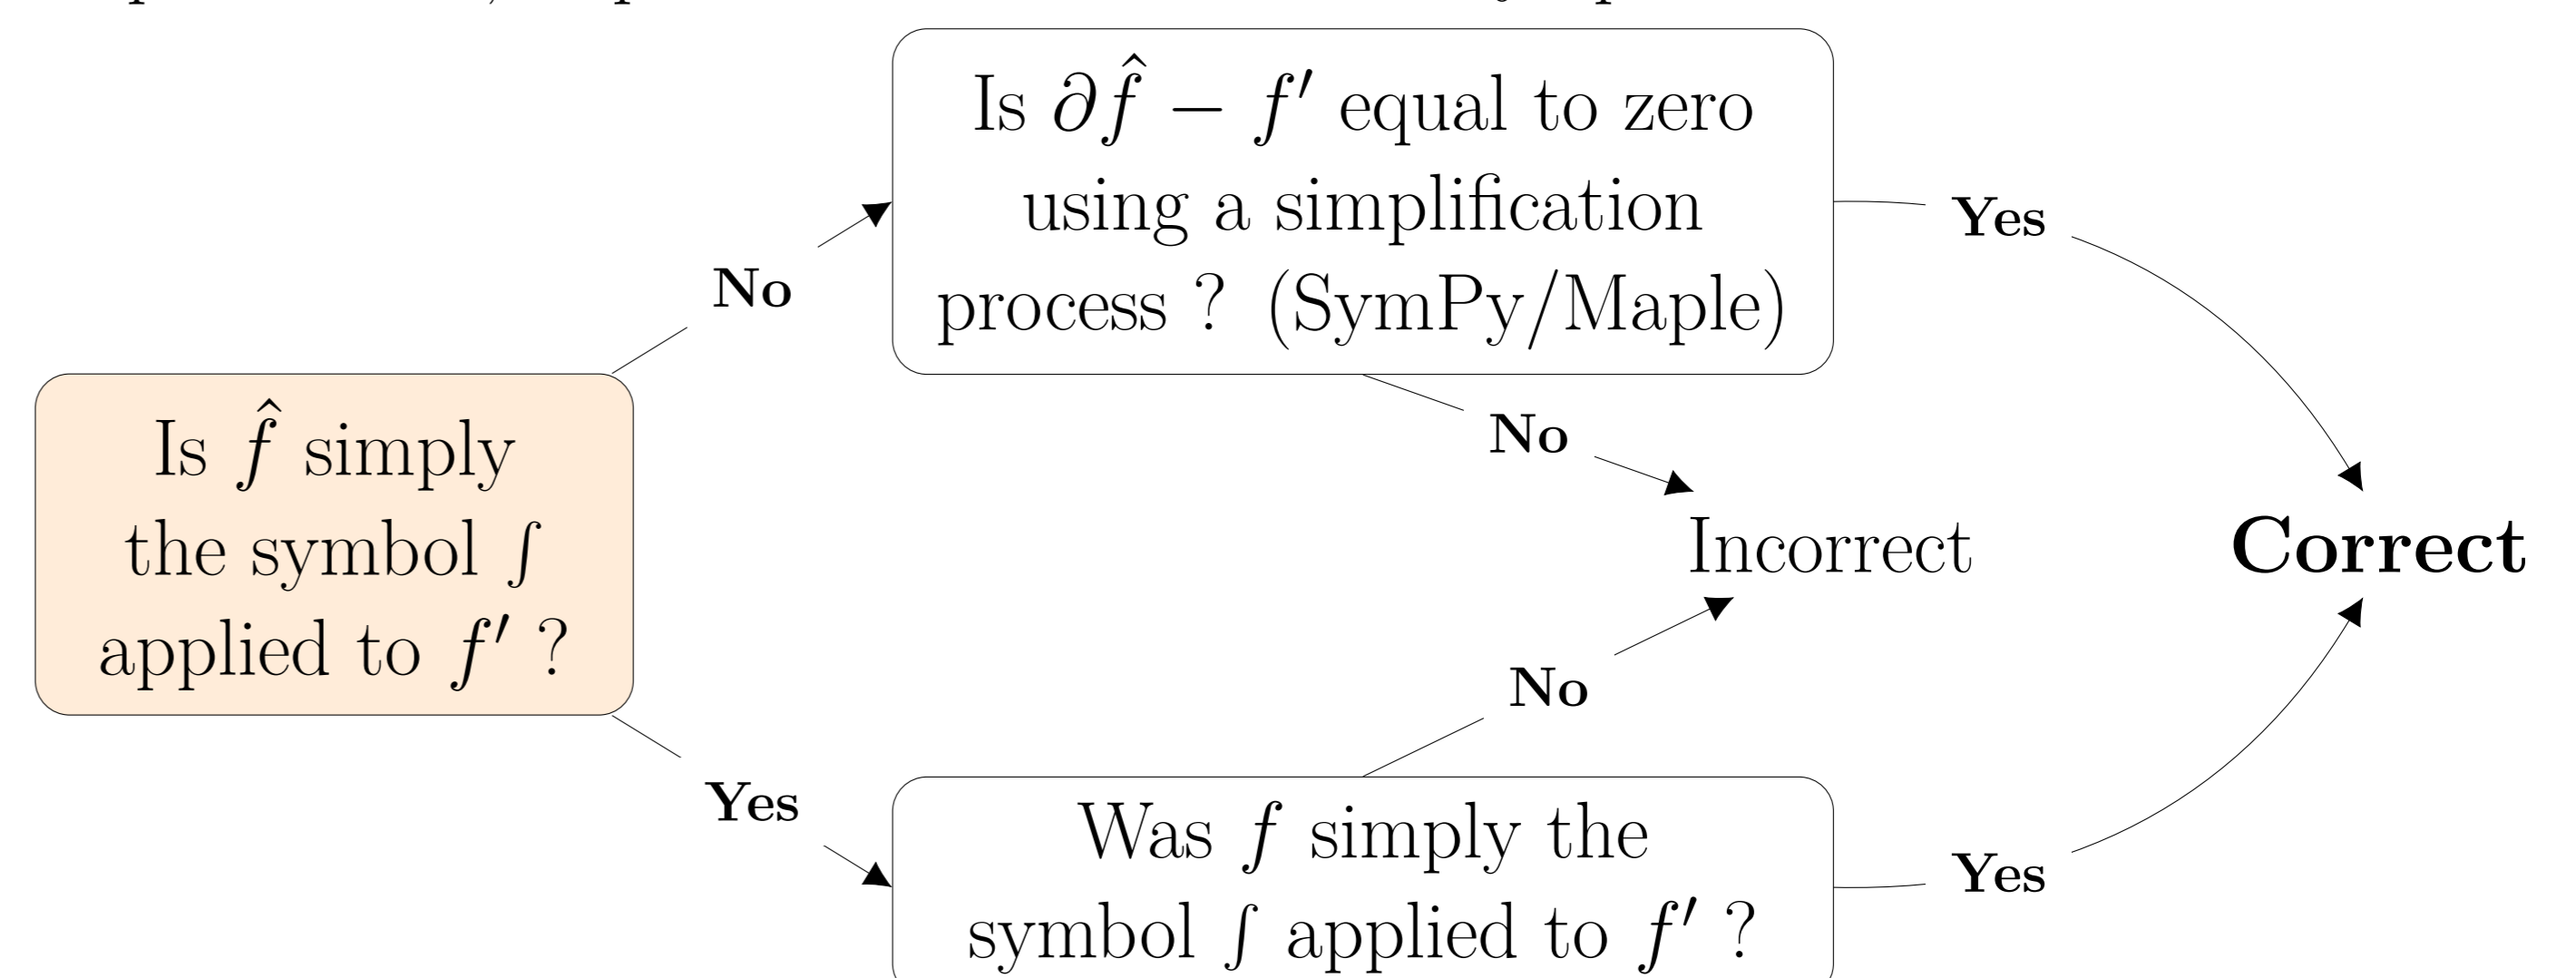 Is ∂f̂ − f′ equal to zero
using a simplification
process ? (SymPy/Maple)
Yes
No
No
Is f̂ simply
the symbol ∫
applied to f′ ?
Incorrect
Correct
No
Yes
Was f simply the
symbol ∫ applied to f′ ?
Yes